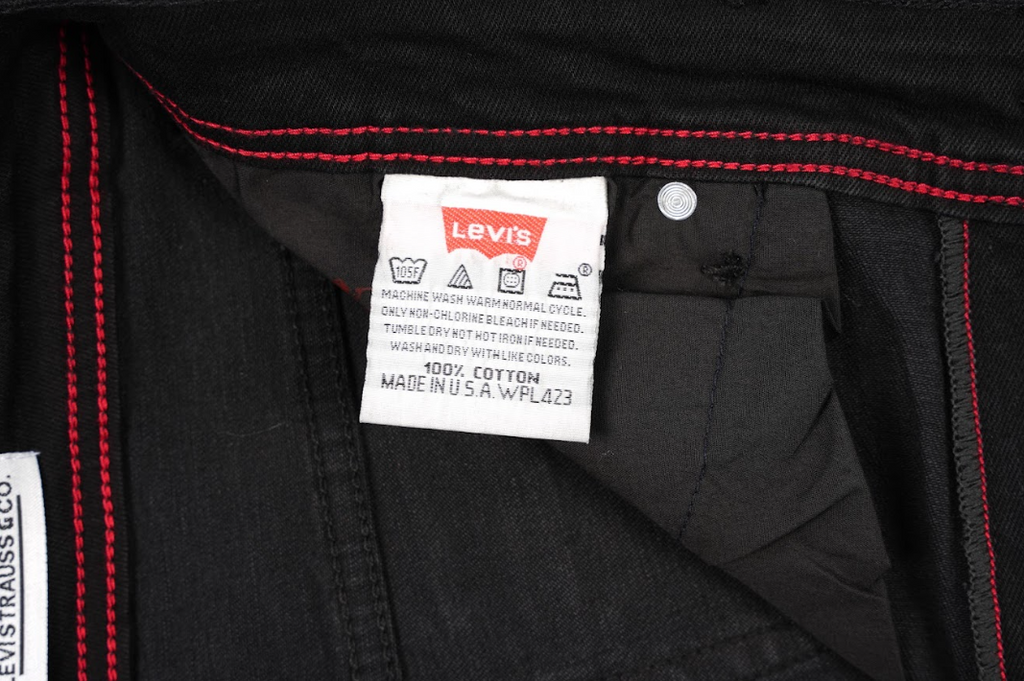 Levi's
®
105F
®
MACHINE WASH WARM NORMAL CYCLE.
ONLY NON-CHLORINE BLEACH IF NEEDED.
TUMBLE DRY NOT HOT IRON IF NEEDED.
WASH AND DRY WITH LIKE COLORS.
100% COTTON
MADE IN U.S.A. WPL423
LEVI STRAUSS & CO.